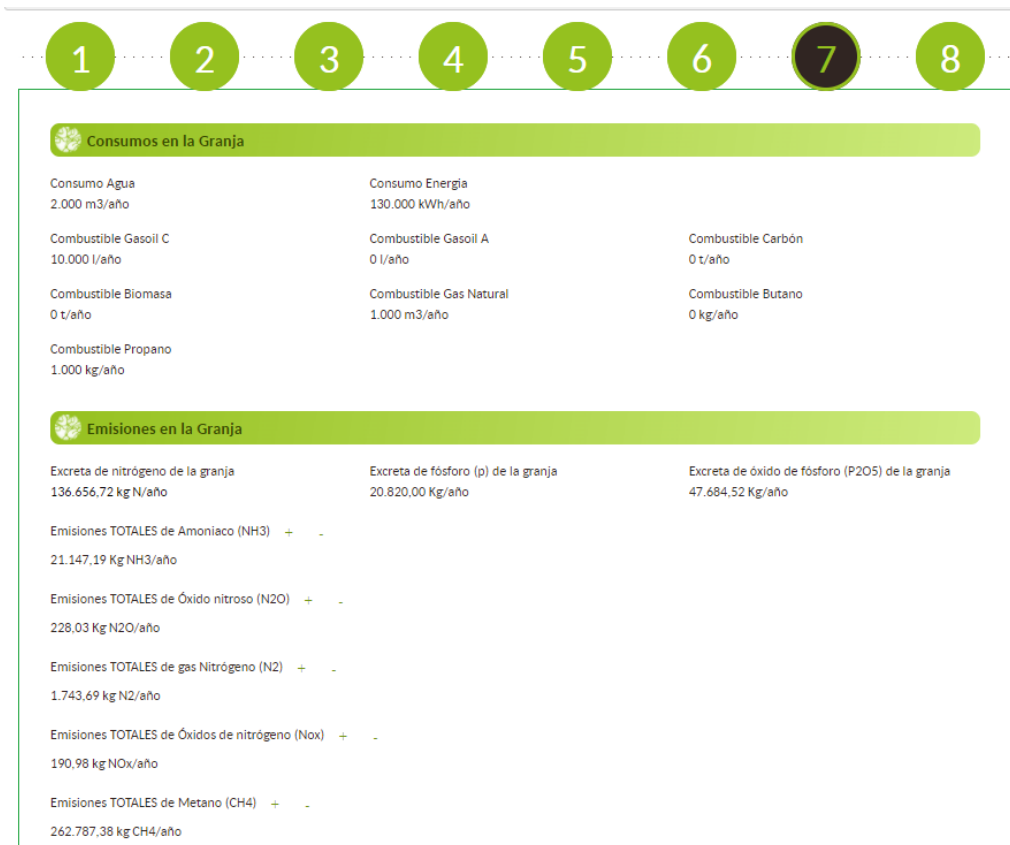 1 2 3 4 5 6 7 8
Consumos en la Granja
Consumo Agua Consumo Energia
2.000 m3/año 130.000 kWh/año
Combustible Gasoil C Combustible Gasoil A Combustible Carbón
10.000 l/año 0 l/año 0 t/año
Combustible Biomasa Combustible Gas Natural Combustible Butano
0 t/año 1.000 m3/año 0 kg/año
Combustible Propano
1.000 kg/año
Emisiones en la Granja
Excreta de nitrógeno de la granja Excreta de fósforo (p) de la granja Excreta de óxido de fósforo (P2O5) de la granja
136.656,72 kg N/año 20.820,00 Kg/año 47.684,52 Kg/año
Emisiones TOTALES de Amoniaco (NH3) + -
21.147,19 Kg NH3/año
Emisiones TOTALES de Óxido nitroso (N2O) + -
228,03 Kg N2O/año
Emisiones TOTALES de gas Nitrógeno (N2) + -
1.743,69 kg N2/año
Emisiones TOTALES de Óxidos de nitrógeno (Nox) + -
190,98 kg NOx/año
Emisiones TOTALES de Metano (CH4) + -
262.787,38 kg CH4/año